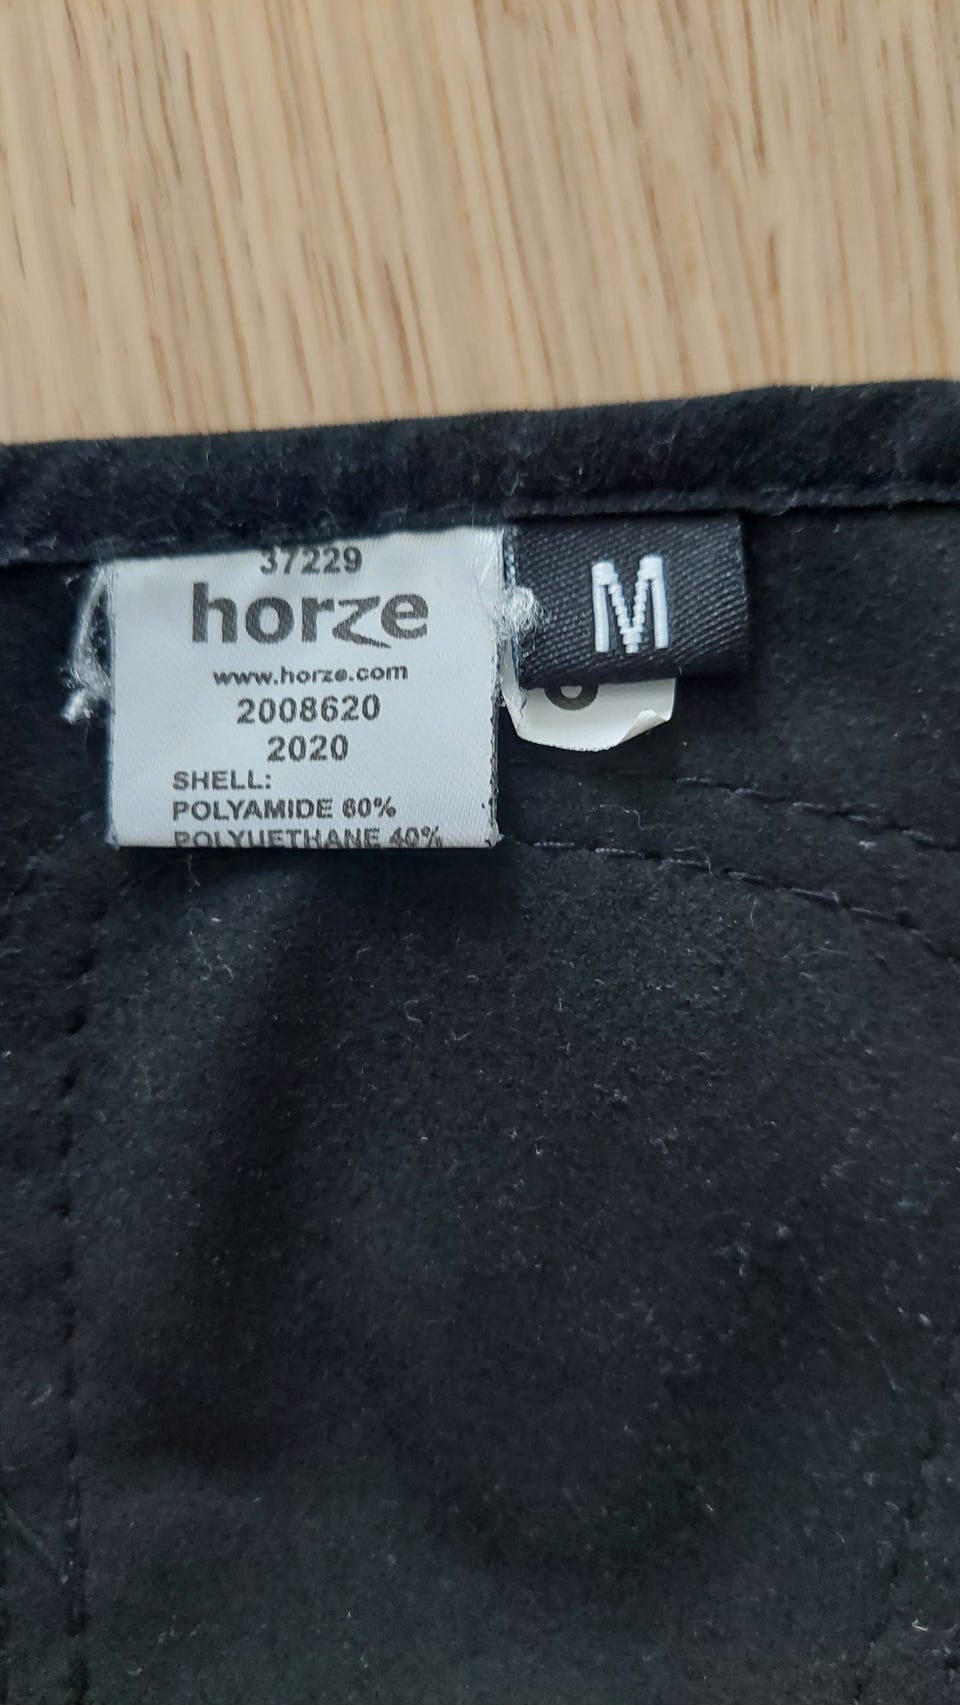 37229
horze
www.horze.com
2008620
2020
SHELL:
POLYAMIDE 60%
POLYUETHANE 40%
M